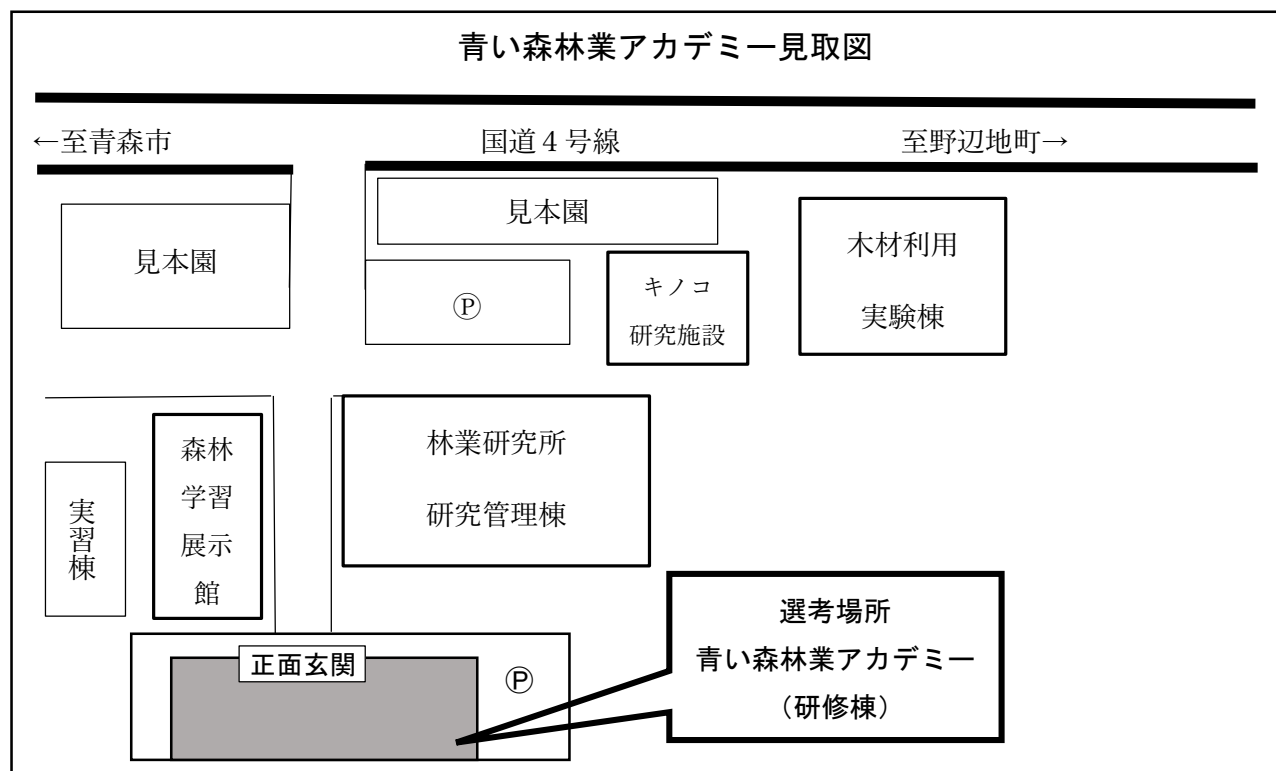 青い森林業アカデミー見取図
←至青森市
国道４号線
至野辺地町→
見本園
見本園
Ⓟ
キノコ
研究施設
木材利用
実験棟
実習棟
森林
学習
展示
館
林業研究所
研究管理棟
正面玄関
Ⓟ
選考場所
青い森林業アカデミー
（研修棟）